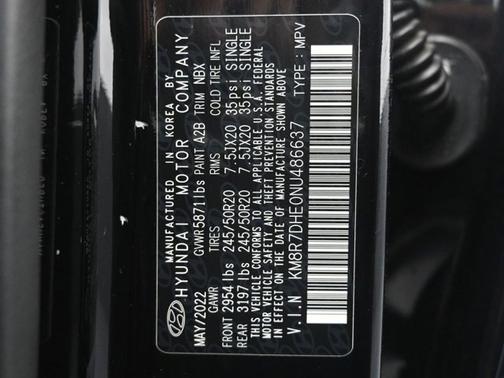 MANUFACTURED IN KOREA BY
HYUNDAI MOTOR COMPANY
MAY/2022 GVWR 5871lbs PAINT A2B TRIM NBX
GAWR TIRES RIMS COLD TIRE INFL
FRONT 2954 lbs 245/50R20 7.5JX20 35psi SINGLE
REAR 3197 lbs 245/50R20 7.5JX20 35psi SINGLE
THIS VEHICLE CONFORMS TO ALL APPLICABLE U.S.A. FEDERAL
MOTOR VEHICLE SAFETY AND THEFT PREVENTION STANDARDS
IN EFFECT ON THE DATE OF MANUFACTURE SHOWN ABOVE
V.I.N KM8R7DHE0NU486637 TYPE : MPV